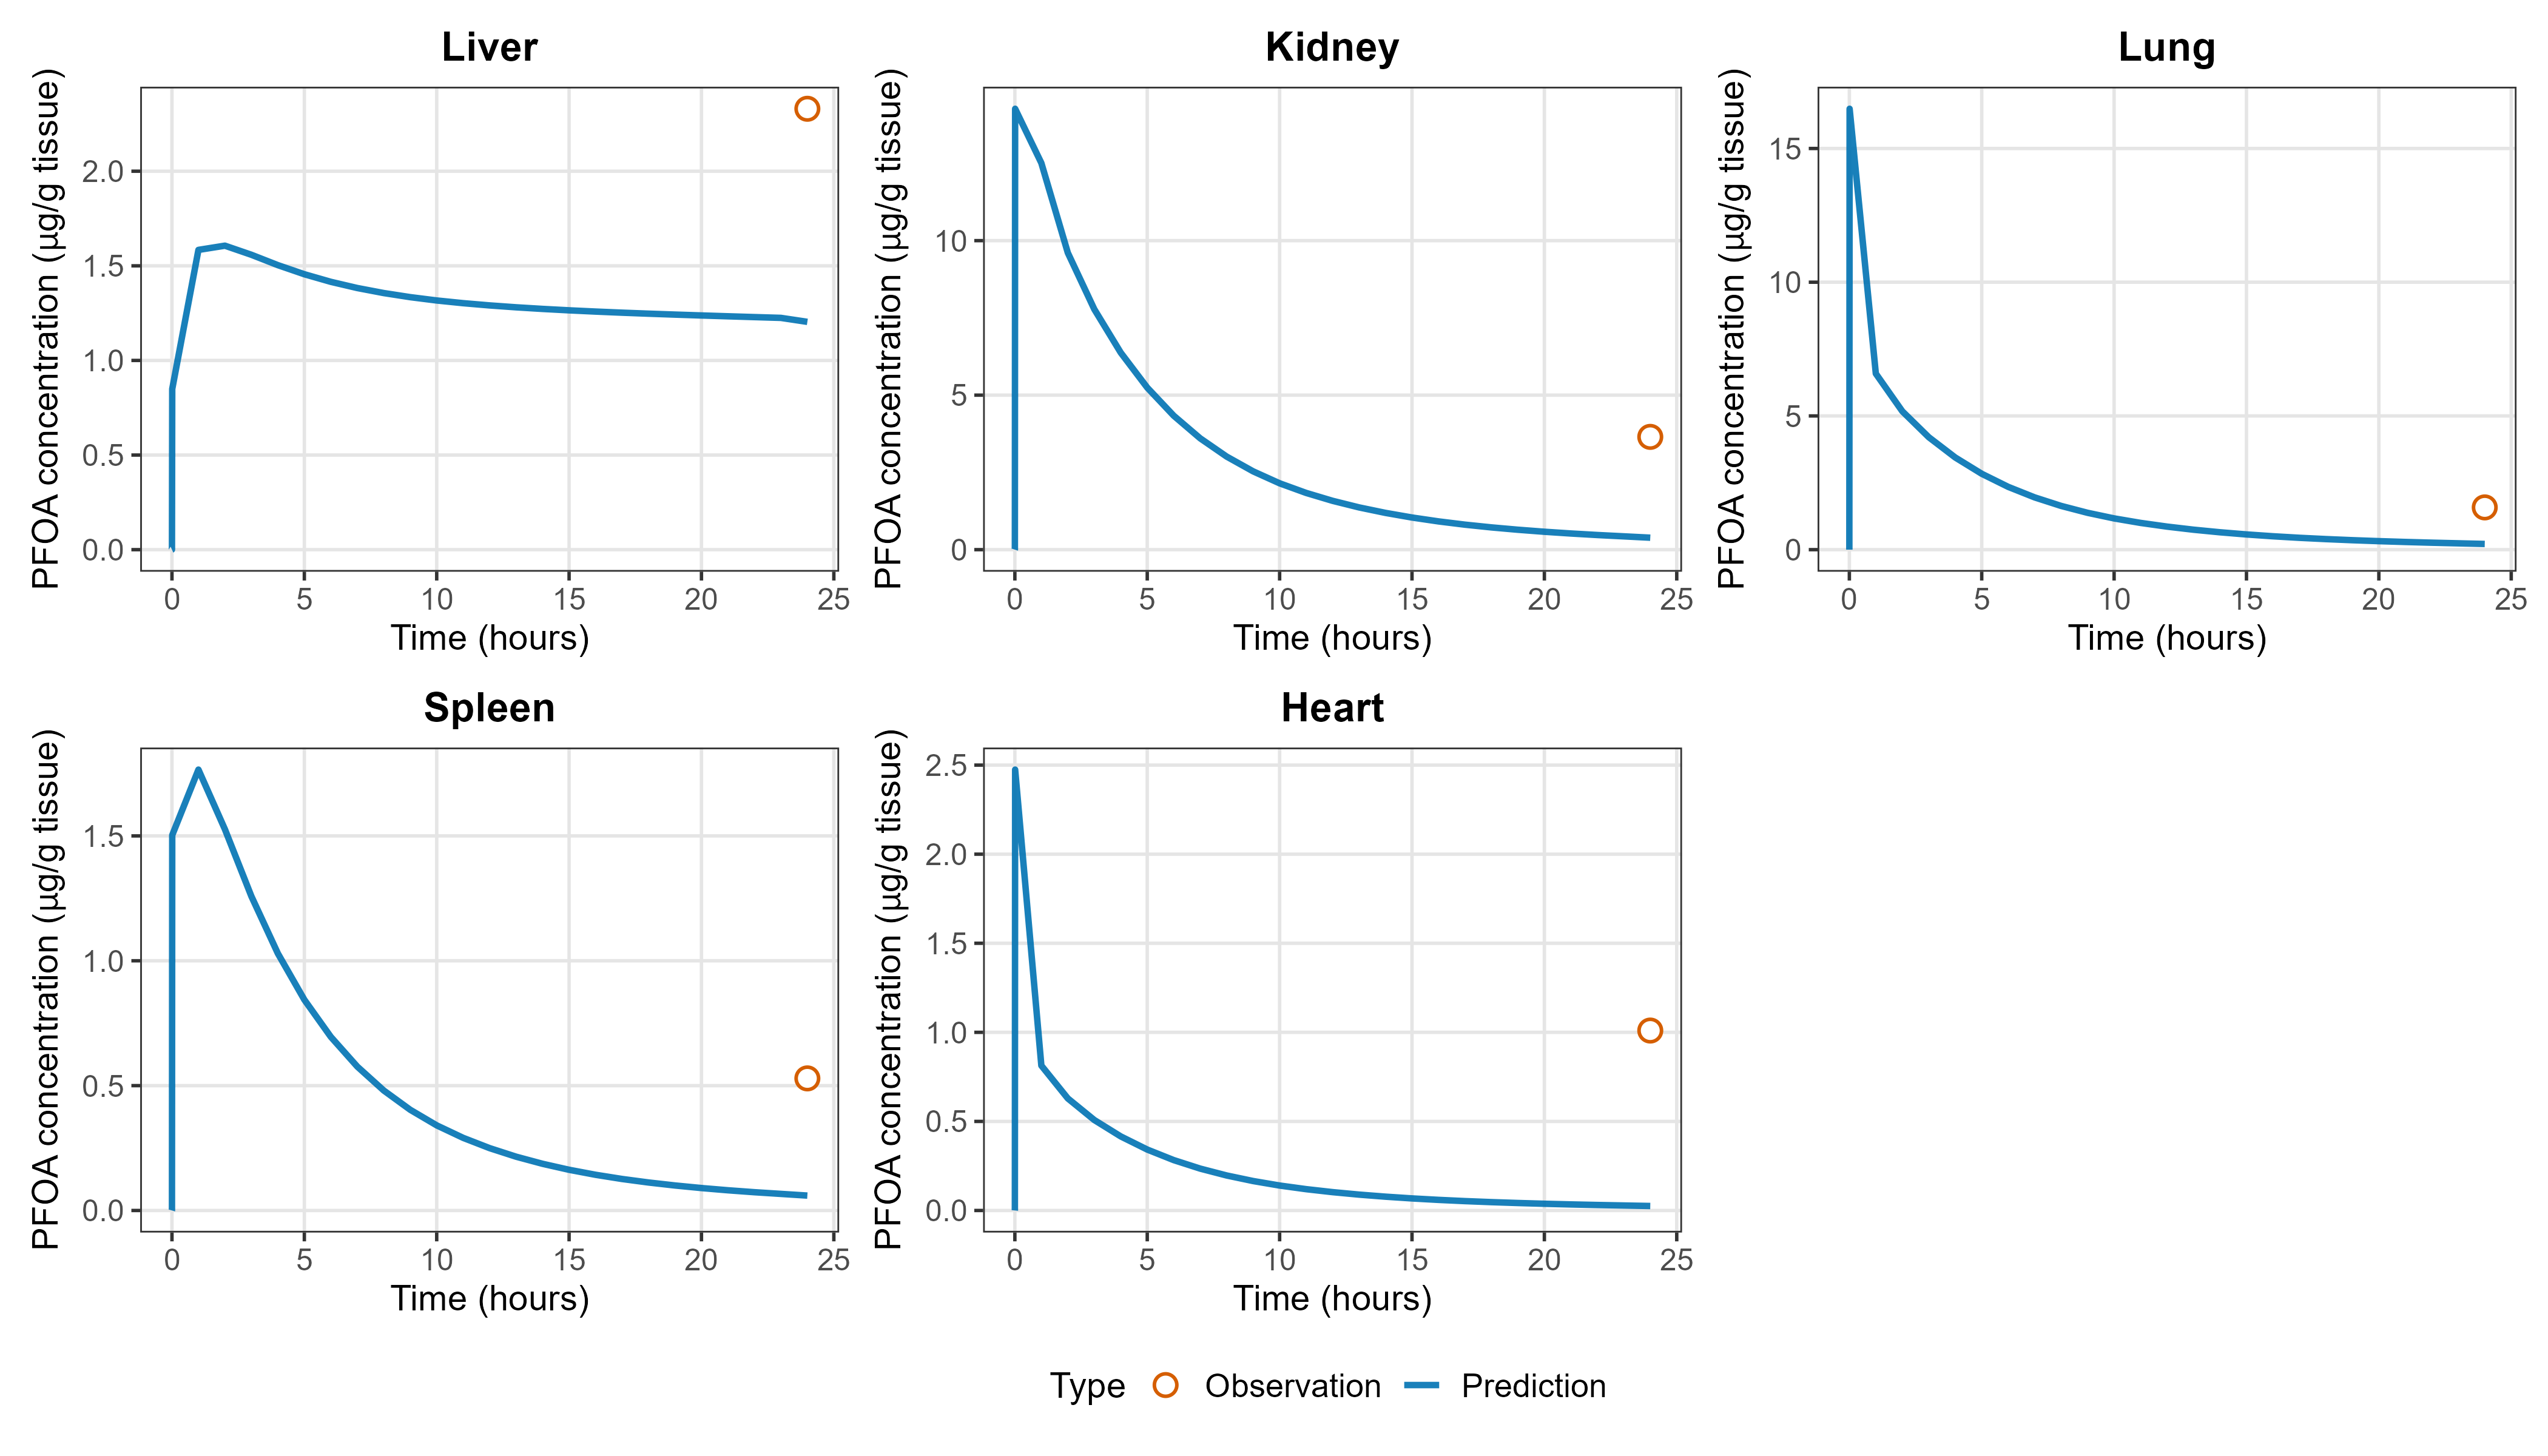 Liver
Kidney
Lung
PFOA concentration (µg/g tissue)
2.0
1.5
1.0
0.5
0.0
0 5 10 15 20 25
Time (hours)
PFOA concentration (µg/g tissue)
10
5
0
0 5 10 15 20 25
Time (hours)
PFOA concentration (µg/g tissue)
15
10
5
0
0 5 10 15 20 25
Time (hours)
Spleen
Heart
PFOA concentration (µg/g tissue)
1.5
1.0
0.5
0.0
0 5 10 15 20 25
Time (hours)
PFOA concentration (µg/g tissue)
2.5
2.0
1.5
1.0
0.5
0.0
0 5 10 15 20 25
Time (hours)
Type Observation Prediction